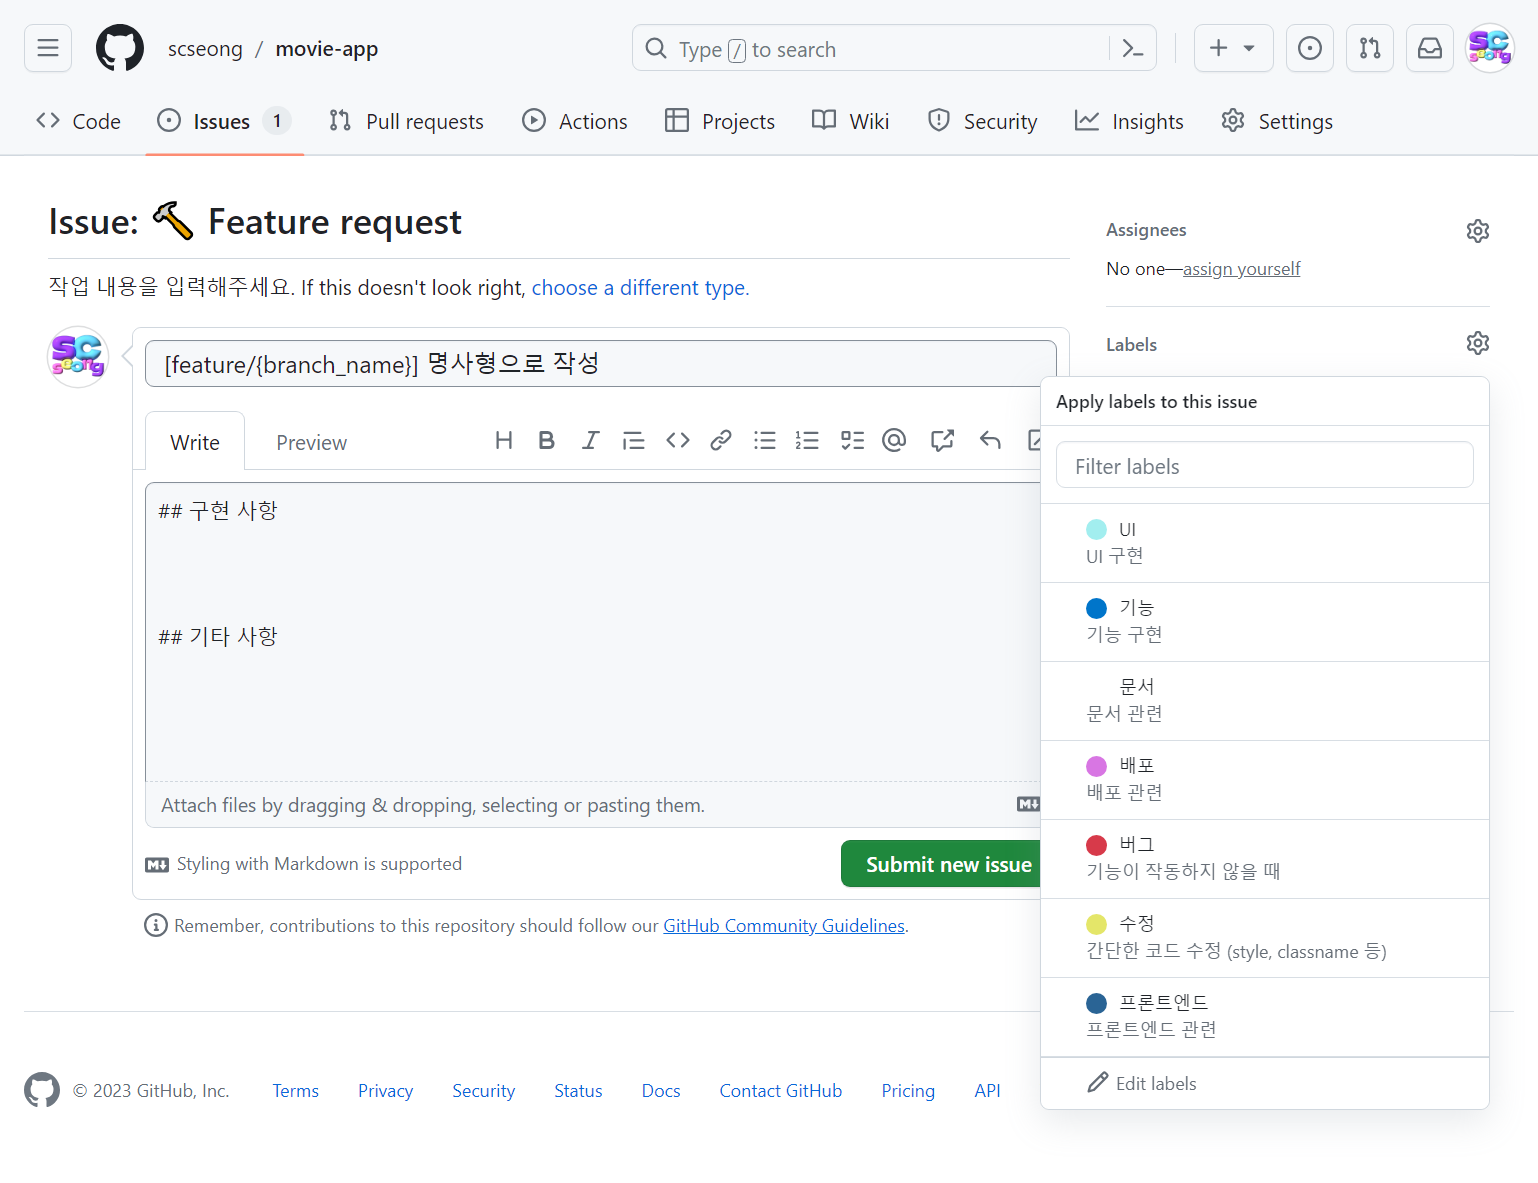 scseong / movie-app
Type / to search
Code
Issues 1
Pull requests
Actions
Projects
Wiki
Security
Insights
Settings
Issue: 🔨 Feature request
작업 내용을 입력해주세요. If this doesn't look right, choose a different type.
[feature/{branch_name}] 명사형으로 작성
Write
Preview
## 구현 사항
## 기타 사항
Attach files by dragging & dropping, selecting or pasting them.
Styling with Markdown is supported
Submit new issue
Remember, contributions to this repository should follow our GitHub Community Guidelines.
Assignees
No one—assign yourself
Labels
Apply labels to this issue
Filter labels
UI
UI 구현
기능
기능 구현
문서
문서 관련
배포
배포 관련
버그
기능이 작동하지 않을 때
수정
간단한 코드 수정 (style, classname 등)
프론트엔드
프론트엔드 관련
Edit labels
© 2023 GitHub, Inc.
Terms
Privacy
Security
Status
Docs
Contact GitHub
Pricing
API